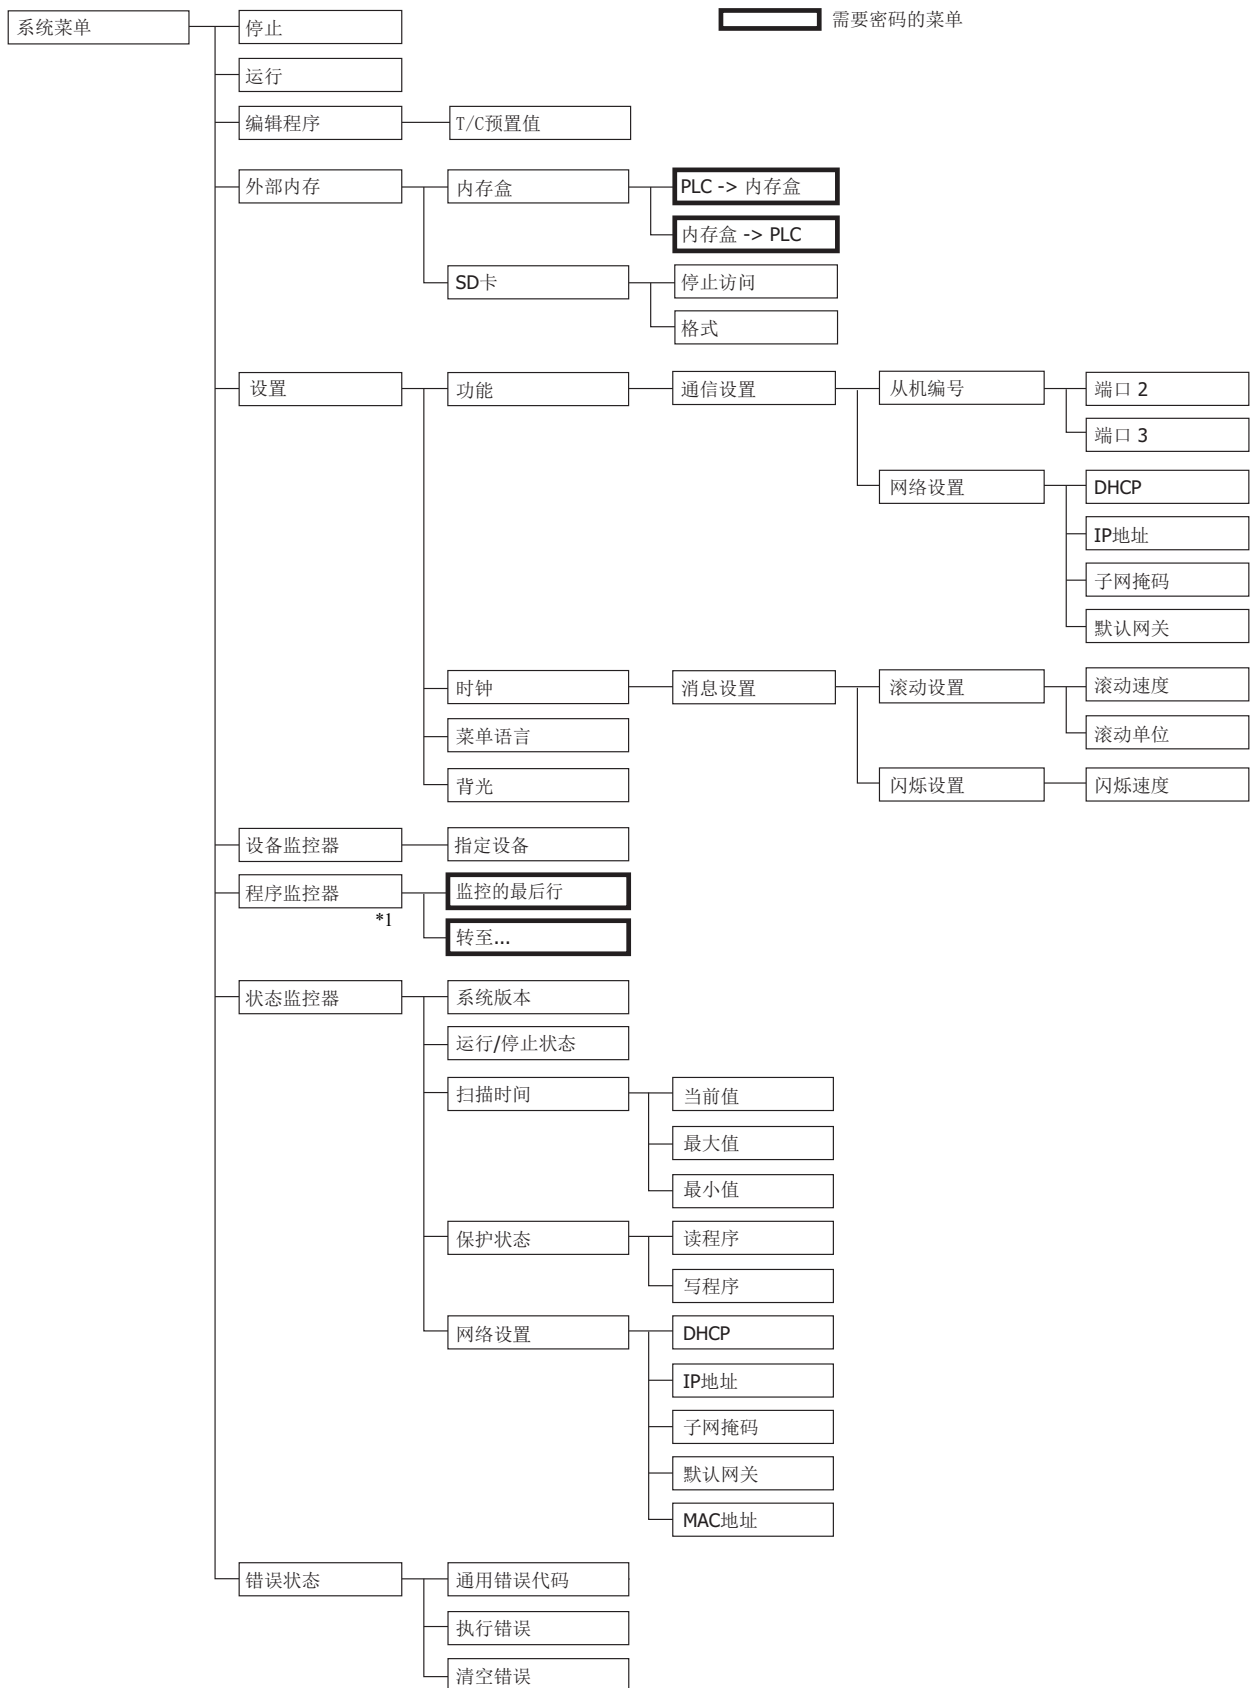 系统菜单
停止
需要密码的菜单
运行
编辑程序
T/C预置值
外部内存
内存盒
PLC -> 内存盒
内存盒 -> PLC
SD卡
停止访问
格式
设置
功能
通信设置
从机编号
端口 2
端口 3
网络设置
DHCP
IP地址
子网掩码
默认网关
时钟
消息设置
滚动设置
滚动速度
菜单语言
滚动单位
背光
闪烁设置
闪烁速度
设备监控器
指定设备
程序监控器
*1
监控的最后行
转至...
状态监控器
系统版本
运行/停止状态
扫描时间
当前值
最大值
最小值
保护状态
读程序
写程序
网络设置
DHCP
IP地址
子网掩码
默认网关
MAC地址
错误状态
通用错误代码
执行错误
清空错误